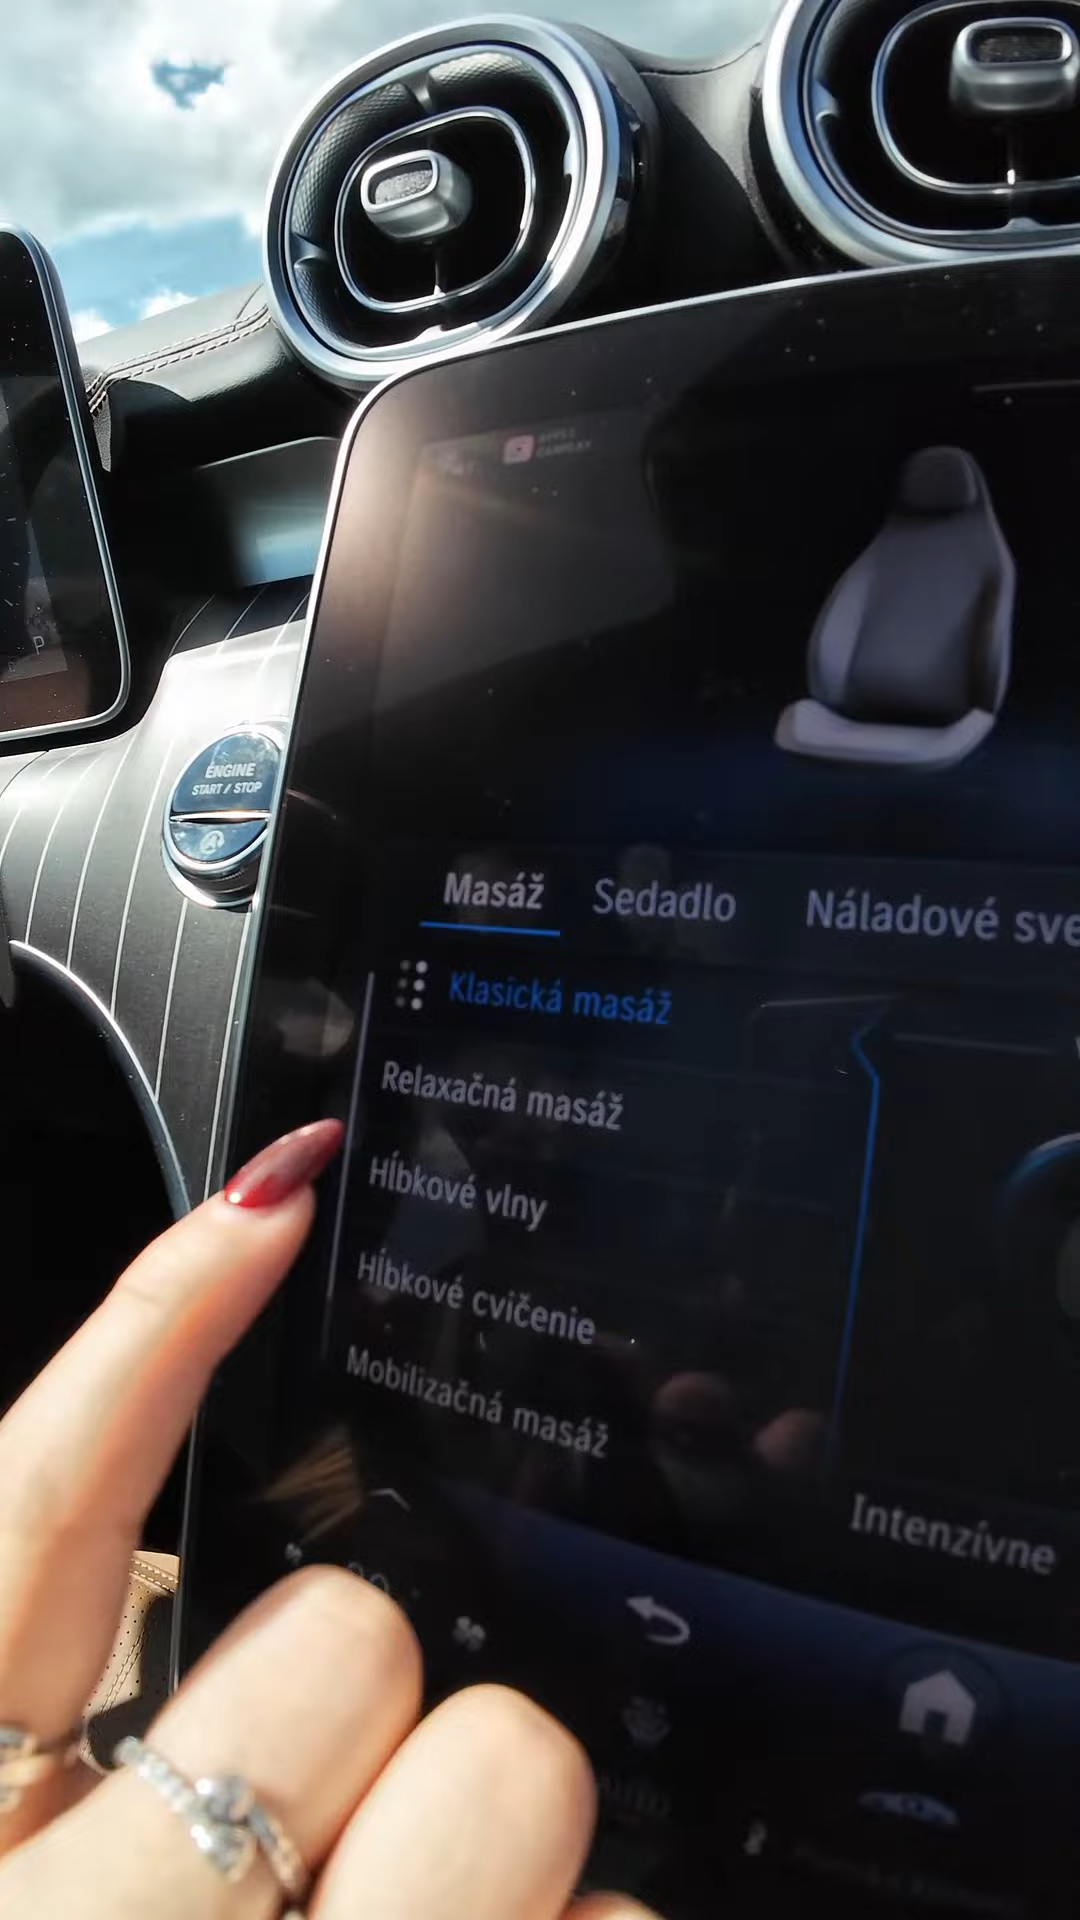 P
ENGINE
START / STOP
A
Masáž Sedadlo Náladové sve
Klasická masáž
Relaxačná masáž
Hĺbkové vlny
Hĺbkové cvičenie
Mobilizačná masáž
Intenzívne